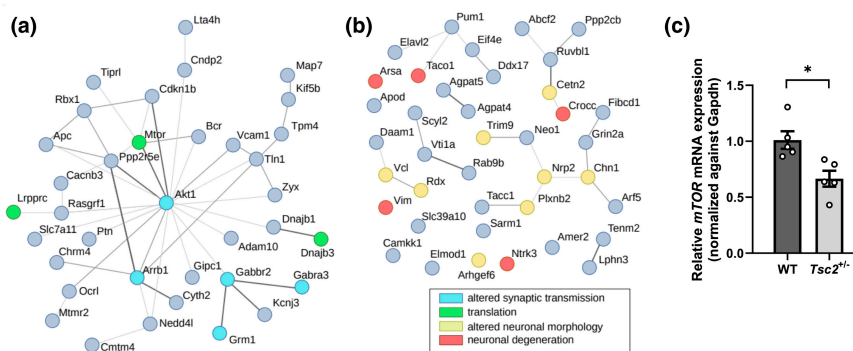 (a)
Lta4h
Cndp2
Tiprl
Map7
Cdkn1b
Kif5b
Rbx1
Mtor
Bcr
Tpm4
Vcam1
Apc
Ppp2r5e
Tln1
Cacnb3
Akt1
Zyx
Lrpprc
Rasgrf1
Slc7a11
Ptn
Dnajb1
Adam10
Dnajb3
Chrm4
Arrb1
Gipc1
Gabbr2
Gabra3
Ocrl
Cyth2
Kcnj3
Mtmr2
Nedd4l
Grm1
Cmtm4
(b)
Pum1
Abcf2
Ppp2cb
Elavl2
Eif4e
Ruvbl1
Arsa
Taco1
Ddx17
Cetn2
Apod
Agpat5
Agpat4
Crocc
Fibcd1
Scyl2
Trim9
Neo1
Grin2a
Daam1
Vti1a
Vcl
Rab9b
Nrp2
Chn1
Rdx
Vim
Tacc1
Plxnb2
Arf5
Slc39a10
Sarm1
Tenm2
Camkk1
Elmod1
Amer2
Ntrk3
Lphn3
Arhgef6
altered synaptic transmission
translation
altered neuronal morphology
neuronal degeneration
(c)
Relative mTOR mRNA expression
(normalized against Gapdh)
*
1.5
1.0
0.5
0.0
WT
Tsc2+/-